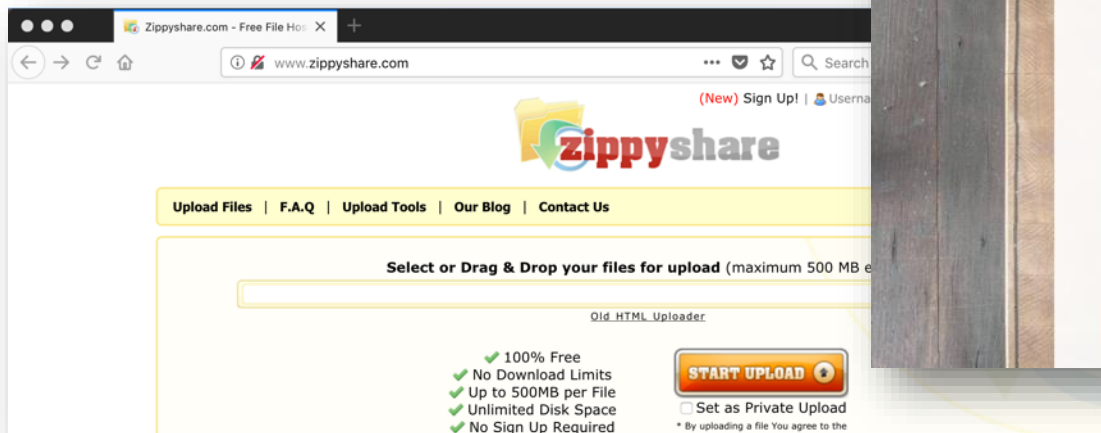 Zippyshare.com - Free File Hos
www.zippyshare.com
Search
(New) Sign Up! | Userna
zippyshare
Upload Files | F.A.Q | Upload Tools | Our Blog | Contact Us
Select or Drag & Drop your files for upload (maximum 500 MB e
Old HTML Uploader
100% Free
No Download Limits
Up to 500MB per File
Unlimited Disk Space
No Sign Up Required
START UPLOAD
Set as Private Upload
* By uploading a file You agree to the